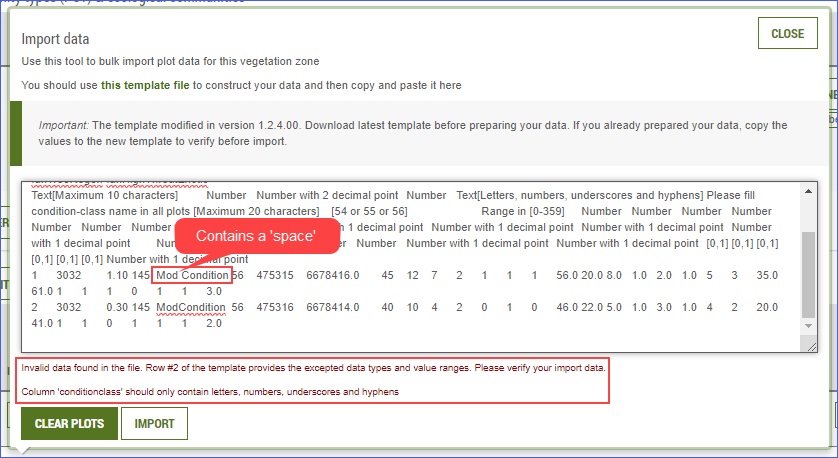 Import data
CLOSE
Use this tool to bulk import plot data for this vegetation zone
You should use this template file to construct your data and then copy and paste it here
Important: The template modified in version 1.2.4.00. Download latest template before preparing your data. If you already prepared your data, copy the
values to the new template to verify before import.
Text[Maximum 10 characters] Number Number with 2 decimal point Number Text[Letters, numbers, underscores and hyphens] Please fill
condition-class name in all plots [Maximum 20 characters] [54 or 55 or 56] Range in [0-359] Number Number Number Number
Number Number Number
Contains a 'space'
Number with 1 decimal point Number Number
with 1 decimal point Number Number Number with 1 decimal point Number with 1 decimal point [0,1] [0,1] [0,1]
[0,1] [0,1] [0,1] Number with 1 decimal point
1 3032 1.10 145 Mod Condition 56 475315 6678416.0 45 12 7 2 1 1 1 56.0 20.0 8.0 1.0 2.0 1.0 5 3 35.0
61.0 1 1 1 0 1 1 3.0
2 3032 0.30 145 ModCondition 56 475316 6678414.0 40 10 4 2 0 1 0 46.0 22.0 5.0 1.0 3.0 1.0 4 2 20.0
41.0 1 1 0 1 1 1 2.0
Invalid data found in the file. Row #2 of the template provides the excepted data types and value ranges. Please verify your import data.
Column 'conditionclass' should only contain letters, numbers, underscores and hyphens
CLEAR PLOTS
IMPORT